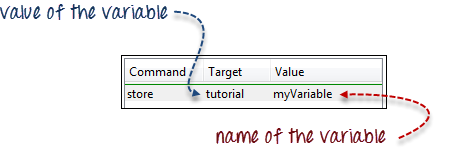 value of the variable
Command Target Value
store tutorial myVariable
name of the variable